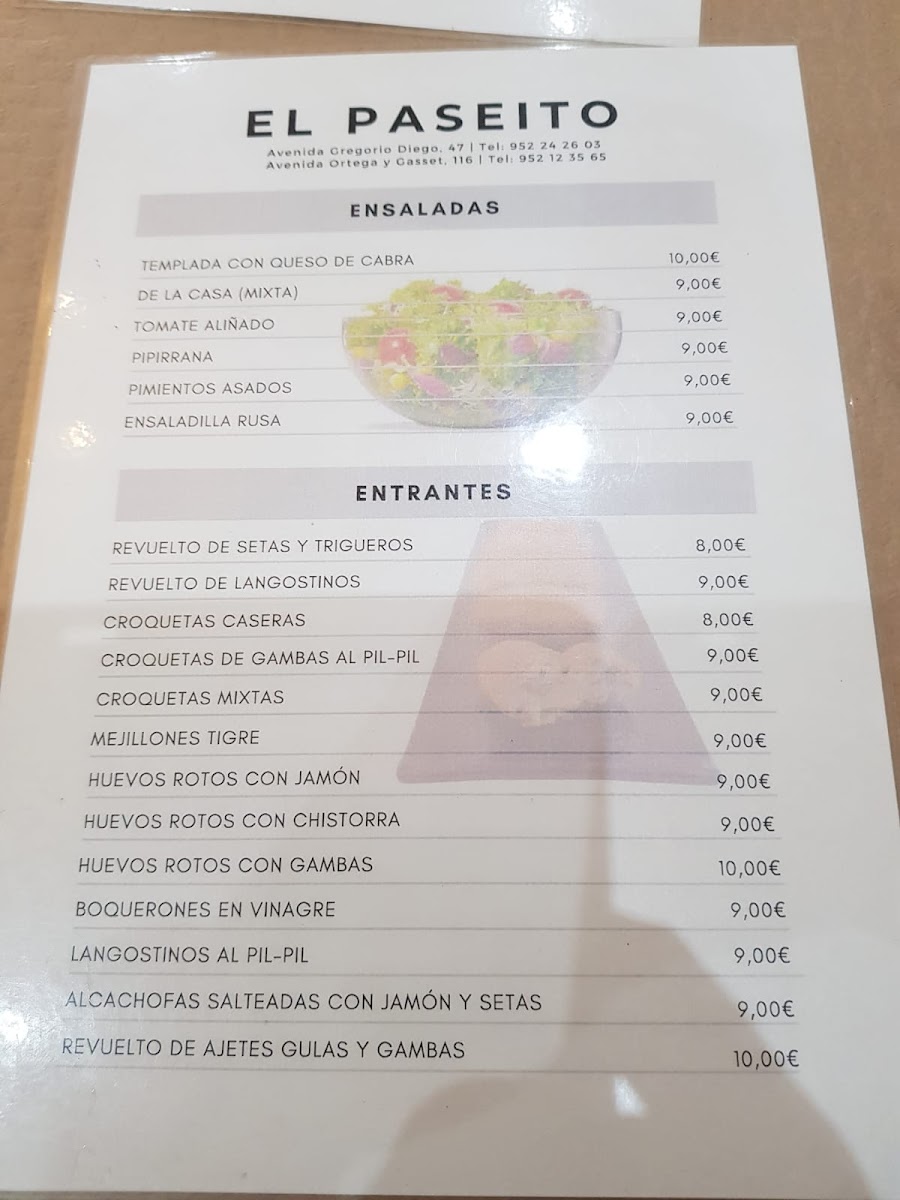 EL PASEITO
Avenida Gregorio Diego, 47 | Tel: 952 24 26 03
Avenida Ortega y Gasset, 116 | Tel: 952 12 35 65
ENSALADAS
TEMPLADA CON QUESO DE CABRA 10,00€
DE LA CASA (MIXTA) 9,00€
TOMATE ALIÑADO 9,00€
PIPIRRANA 9,00€
PIMIENTOS ASADOS 9,00€
ENSALADILLA RUSA 9,00€
ENTRANTES
REVUELTO DE SETAS Y TRIGUEROS 8,00€
REVUELTO DE LANGOSTINOS 9,00€
CROQUETAS CASERAS 8,00€
CROQUETAS DE GAMBAS AL PIL-PIL 9,00€
CROQUETAS MIXTAS 9,00€
MEJILLONES TIGRE 9,00€
HUEVOS ROTOS CON JAMÓN 9,00€
HUEVOS ROTOS CON CHISTORRA 9,00€
HUEVOS ROTOS CON GAMBAS 10,00€
BOQUERONES EN VINAGRE 9,00€
LANGOSTINOS AL PIL-PIL 9,00€
ALCACHOFAS SALTEADAS CON JAMÓN Y SETAS 9,00€
REVUELTO DE AJETES GULAS Y GAMBAS 10,00€